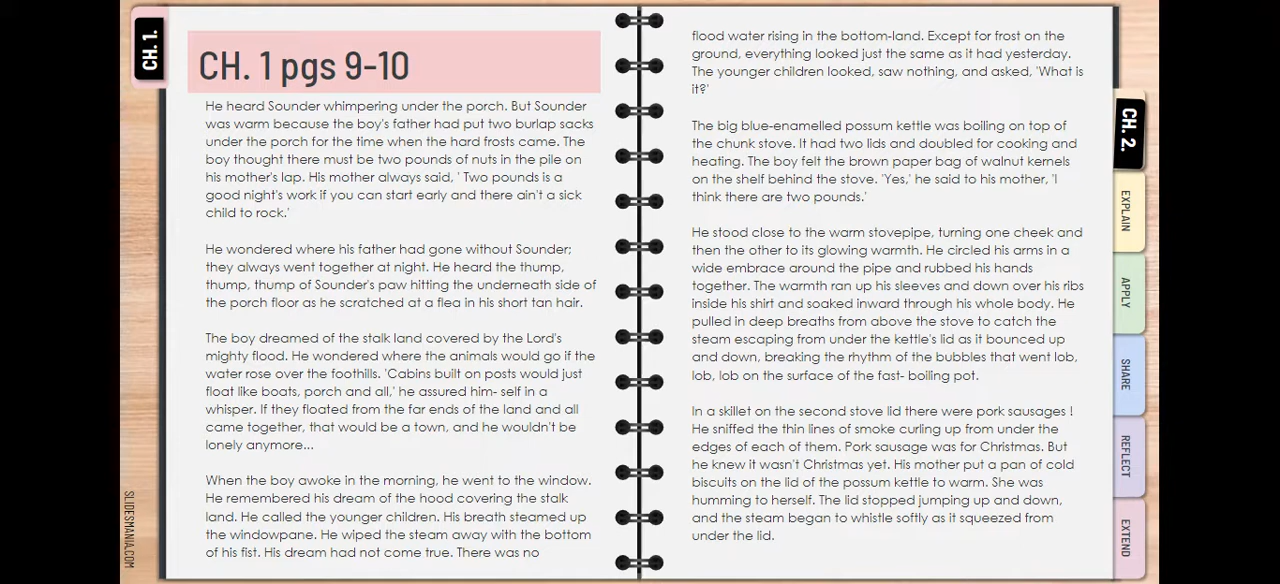 CH. 1.
CH. 1 pgs 9-10
He heard Sounder whimpering under the porch. But Sounder
was warm because the boy's father had put two burlap sacks
under the porch for the time when the hard frosts came. The
boy thought there must be two pounds of nuts in the pile on
his mother's lap. His mother always said, ' Two pounds is a
good night's work if you can start early and there ain't a sick
child to rock.'
He wondered where his father had gone without Sounder;
they always went together at night. He heard the thump,
thump, thump of Sounder's paw hitting the underneath side of
the porch floor as he scratched at a flea in his short tan hair.
The boy dreamed of the stalk land covered by the Lord's
mighty flood. He wondered where the animals would go if the
water rose over the foothills. 'Cabins built on posts would just
float like boats, porch and all,' he assured him- self in a
whisper. If they floated from the far ends of the land and all
came together, that would be a town, and he wouldn't be
lonely anymore...
When the boy awoke in the morning, he went to the window.
He remembered his dream of the hood covering the stalk
land. He called the younger children. His breath steamed up
the windowpane. He wiped the steam away with the bottom
of his fist. His dream had not come true. There was no
flood water rising in the bottom-land. Except for frost on the
ground, everything looked just the same as it had yesterday.
The younger children looked, saw nothing, and asked, 'What is
it?'
The big blue-enamelled possum kettle was boiling on top of
the chunk stove. It had two lids and doubled for cooking and
heating. The boy felt the brown paper bag of walnut kernels
on the shelf behind the stove. 'Yes,' he said to his mother, 'I
think there are two pounds.'
He stood close to the warm stovepipe, turning one cheek and
then the other to its glowing warmth. He circled his arms in a
wide embrace around the pipe and rubbed his hands
together. The warmth ran up his sleeves and down over his ribs
inside his shirt and soaked inward through his whole body. He
pulled in deep breaths from above the stove to catch the
steam escaping from under the kettle's lid as it bounced up
and down, breaking the rhythm of the bubbles that went lob,
lob, lob on the surface of the fast- boiling pot.
In a skillet on the second stove lid there were pork sausages !
He sniffed the thin lines of smoke curling up from under the
edges of each of them. Pork sausage was for Christmas. But
he knew it wasn't Christmas yet. His mother put a pan of cold
biscuits on the lid of the possum kettle to warm. She was
humming to herself. The lid stopped jumping up and down,
and the steam began to whistle softly as it squeezed from
under the lid.
CH. 2.
EXPLAIN
APPLY
SHARE
REFLECT
EXTEND
SLIDESMANIA.COM